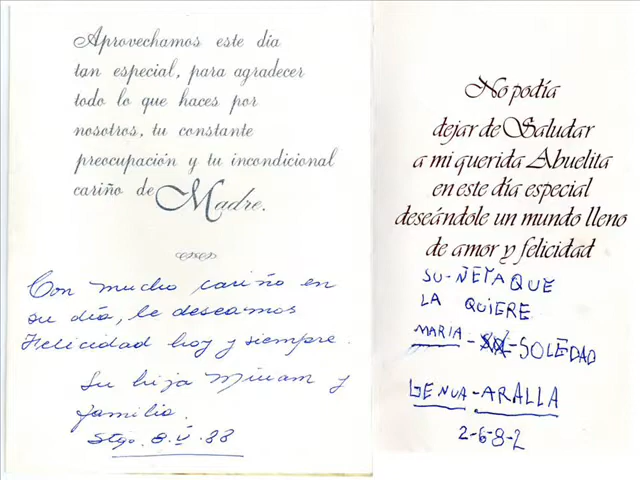 Aprovechamos este día
tan especial, para agradecer
todo lo que haces por
nosotros, tu constante
preocupación y tu incondicional
cariño de Madre.
Con mucho cariño en
su día, le deseamos
Felicidad hoy y siempre.
Su hija Miriam y
familia.
Stgo. 8.V.88
No podía
dejar de Saludar
a mi querida Abuelita
en este día especial
deseándole un mundo lleno
de amor y felicidad
SU-ÑETA QUE
LA QUIERE
MARIA - -SOLEDAD
GENUA-ARALLA
2-6-8-2